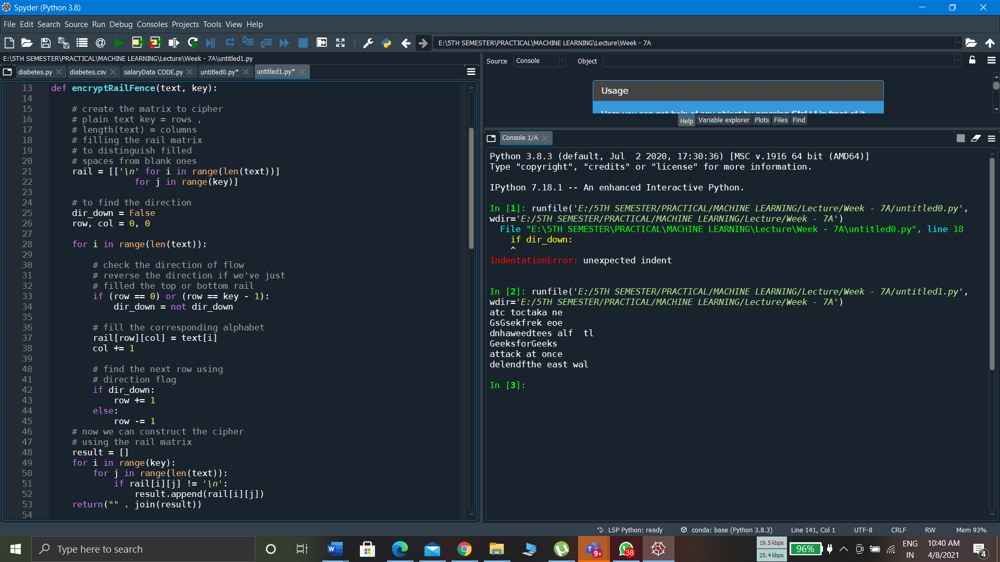 Spyder (Python 3.8)
File Edit Search Source Run Debug Consoles Projects Tools View Help
E:\5TH SEMESTER\PRACTICAL\MACHINE LEARNING\Lecture\Week - 7A
E:\5TH SEMESTER\PRACTICAL\MACHINE LEARNING\Lecture\Week - 7A\untitled1.py
diabetes.py diabetes.csv salaryData CODE.py untitled0.py* untitled1.py*
13 def encryptRailFence(text, key):
14
15 # create the matrix to cipher
16 # plain text key = rows ,
17 # length(text) = columns
18 # filling the rail matrix
19 # to distinguish filled
20 # spaces from blank ones
21 rail = [['\n' for i in range(len(text))]
22 for j in range(key)]
23
24 # to find the direction
25 dir_down = False
26 row, col = 0, 0
27
28 for i in range(len(text)):
29
30 # check the direction of flow
31 # reverse the direction if we've just
32 # filled the top or bottom rail
33 if (row == 0) or (row == key - 1):
34 dir_down = not dir_down
35
36 # fill the corresponding alphabet
37 rail[row][col] = text[i]
38 col += 1
39
40 # find the next row using
41 # direction flag
42 if dir_down:
43 row += 1
44 else:
45 row -= 1
46 # now we can construct the cipher
47 # using the rail matrix
48 result = []
49 for i in range(key):
50 for j in range(len(text)):
51 if rail[i][j] != '\n':
52 result.append(rail[i][j])
53 return("" . join(result))
54
Source Console Object
Usage
Here you can get help of any object by pressing Ctrl+I in front of it
Help Variable explorer Plots Files Find
Console 1/A
Python 3.8.3 (default, Jul  2 2020, 17:30:36) [MSC v.1916 64 bit (AMD64)]
Type "copyright", "credits" or "license" for more information.
IPython 7.18.1 -- An enhanced Interactive Python.
In [1]: runfile('E:/5TH SEMESTER/PRACTICAL/MACHINE LEARNING/Lecture/Week - 7A/untitled0.py',
wdir='E:/5TH SEMESTER/PRACTICAL/MACHINE LEARNING/Lecture/Week - 7A')
File "E:\5TH SEMESTER\PRACTICAL\MACHINE LEARNING\Lecture\Week - 7A\untitled0.py", line 18
if dir_down:
^
IndentationError: unexpected indent
In [2]: runfile('E:/5TH SEMESTER/PRACTICAL/MACHINE LEARNING/Lecture/Week - 7A/untitled1.py',
wdir='E:/5TH SEMESTER/PRACTICAL/MACHINE LEARNING/Lecture/Week - 7A')
atc toctaka ne
GsGsekfrek eoe
dnhaweedtees alf  tl
GeeksforGeeks
attack at once
delendfthe east wal
In [3]:
LSP Python: ready conda: base (Python 3.8.3) Line 141, Col 1 UTF-8 CRLF RW Mem 93%
Type here to search
9+
38
19.5 kbps
25.4 kbps
96%
ENG
IN
10:40 AM
4/8/2021
4